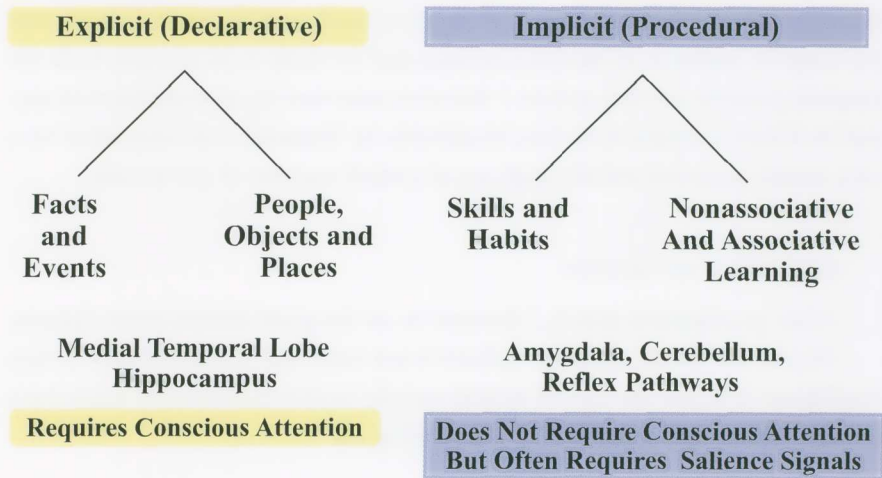 Explicit (Declarative)
Facts
and
Events
People,
Objects and
Places
Medial Temporal Lobe
Hippocampus
Requires Conscious Attention
Implicit (Procedural)
Skills and
Habits
Nonassociative
And Associative
Learning
Amygdala, Cerebellum,
Reflex Pathways
Does Not Require Conscious Attention
But Often Requires Salience Signals